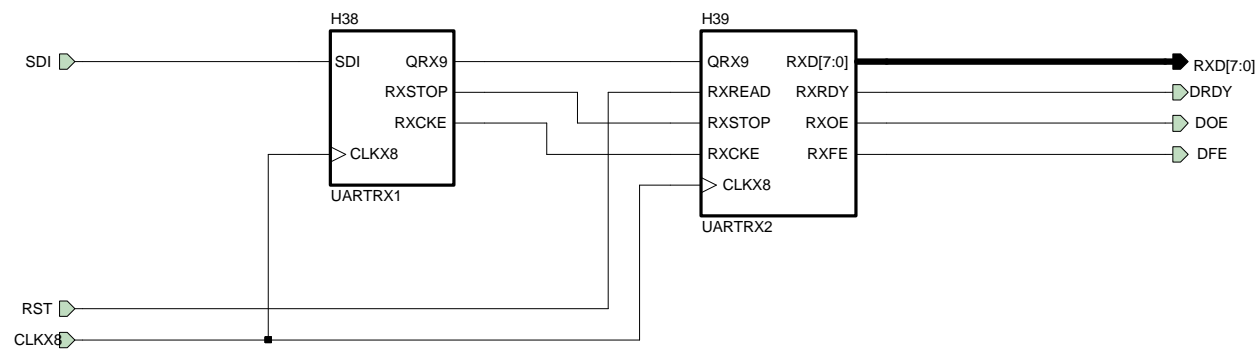 H38
H39
SDI
SDI
QRX9
RXSTOP
RXCKE
CLKX8
UARTRX1
QRX9
RXREAD
RXSTOP
RXCKE
CLKX8
RXD[7:0]
RXRDY
RXOE
RXFE
UARTRX2
RXD[7:0]
DRDY
DOE
DFE
RST
CLKX8